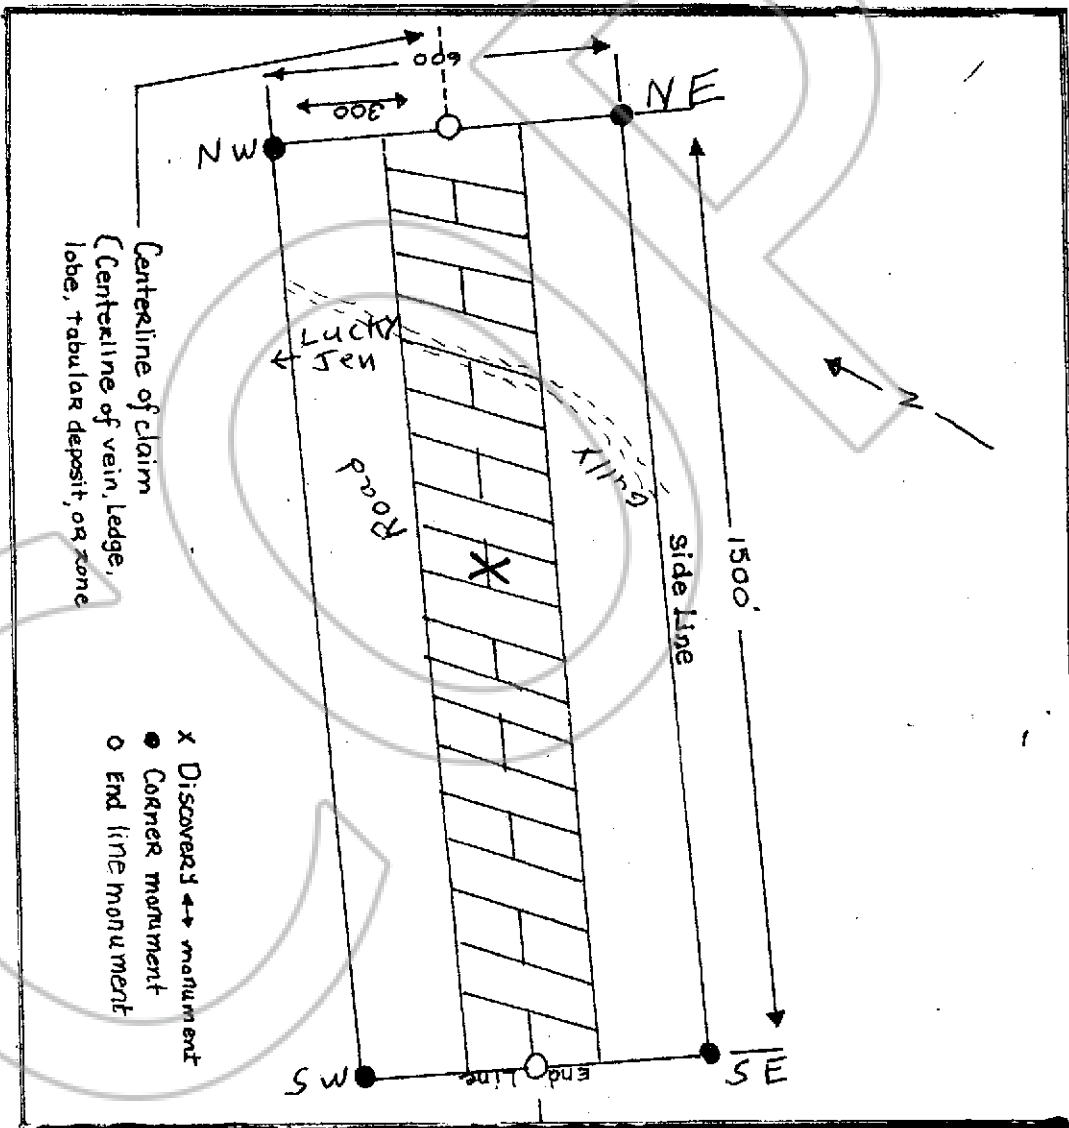 600
300
NE
NW
Centerline of claim
(Centerline of vein, Ledge,
lobe, tabular deposit, or zone
Lucky
← Jen
Road
Gully
N
side line
1500'
x Discovery ↔ monument
● Corner monument
o End line monument
SW
End Line
SE
COP